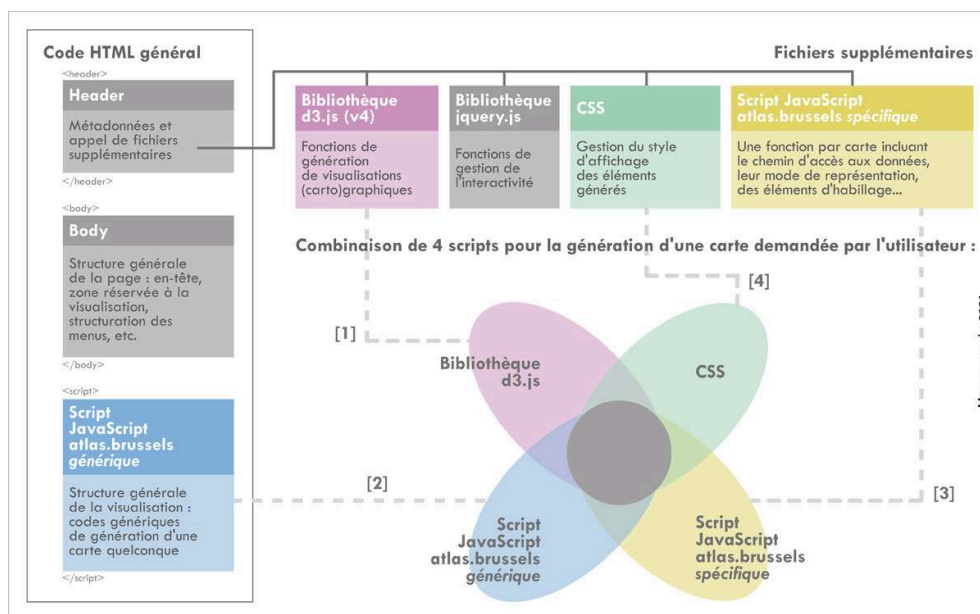 Code HTML général
<header>
Header
Métadonnées et
appel de fichiers
supplémentaires
</header>
<body>
Body
Structure générale
de la page : en-tête,
zone réservée à la
visualisation,
structuration des
menus, etc.
</body>
<script>
Script
JavaScript
atlas.brussels
générique
Structure générale
de la visualisation :
codes génériques
de génération d'une
carte quelconque
</script>
Fichiers supplémentaires
Bibliothèque
d3.js (v4)
Fonctions de
génération
de visualisations
(carto)graphiques
Bibliothèque
jquery.js
Fonctions de
gestion de
l'interactivité
CSS
Gestion du style
d'affichage
des éléments
générés
Script JavaScript
atlas.brussels spécifique
Une fonction par carte incluant
le chemin d'accès aux données,
leur mode de représentation,
des éléments d'habillage...
Combinaison de 4 scripts pour la génération d'une carte demandée par l'utilisateur :
[4]
[1]
Bibliothèque
d3.js
CSS
[2]
[3]
Script
JavaScript
atlas.brussels
générique
Script
JavaScript
atlas.brussels
spécifique